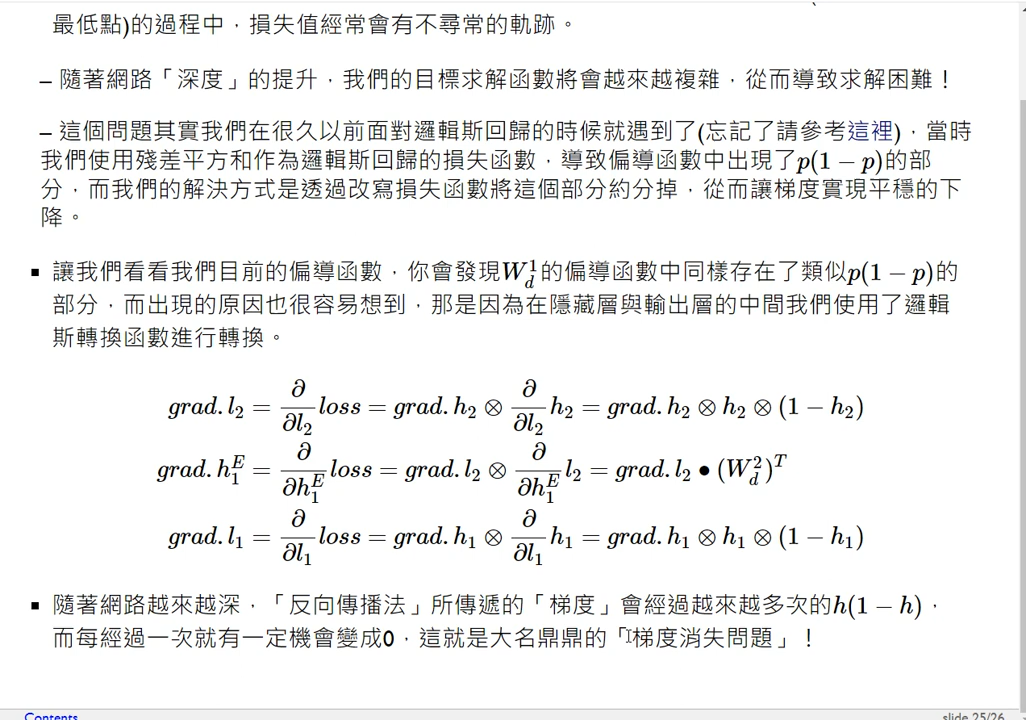 最低點)的過程中，損失值經常會有不尋常的軌跡。
– 隨著網路「深度」的提升，我們的目標求解函數將會越來越複雜，從而導致求解困難！
– 這個問題其實我們在很久以前面對邏輯斯回歸的時候就遇到了(忘記了請參考這裡)，當時
我們使用殘差平方和作為邏輯斯回歸的損失函數，導致偏導函數中出現了p(1 − p)的部
分，而我們的解決方式是透過改寫損失函數將這個部分約分掉，從而讓梯度實現平穩的下
降。
▪ 讓我們看看我們目前的偏導函數，你會發現W_d^1的偏導函數中同樣存在了類似p(1 − p)的
部分，而出現的原因也很容易想到，那是因為在隱藏層與輸出層的中間我們使用了邏輯
斯轉換函數進行轉換。
grad. l_2 = ∂/∂l_2 loss = grad. h_2 ⊗ ∂/∂l_2 h_2 = grad. h_2 ⊗ h_2 ⊗ (1 − h_2)
grad. h_1^E = ∂/∂h_1^E loss = grad. l_2 ⊗ ∂/∂h_1^E l_2 = grad. l_2 • (W_d^2)^T
grad. l_1 = ∂/∂l_1 loss = grad. h_1 ⊗ ∂/∂l_1 h_1 = grad. h_1 ⊗ h_1 ⊗ (1 − h_1)
▪ 隨著網路越來越深，「反向傳播法」所傳遞的「梯度」會經過越來越多次的h(1 − h)，
而每經過一次就有一定機會變成0，這就是大名鼎鼎的「梯度消失問題」！
Contents
slide 25/26